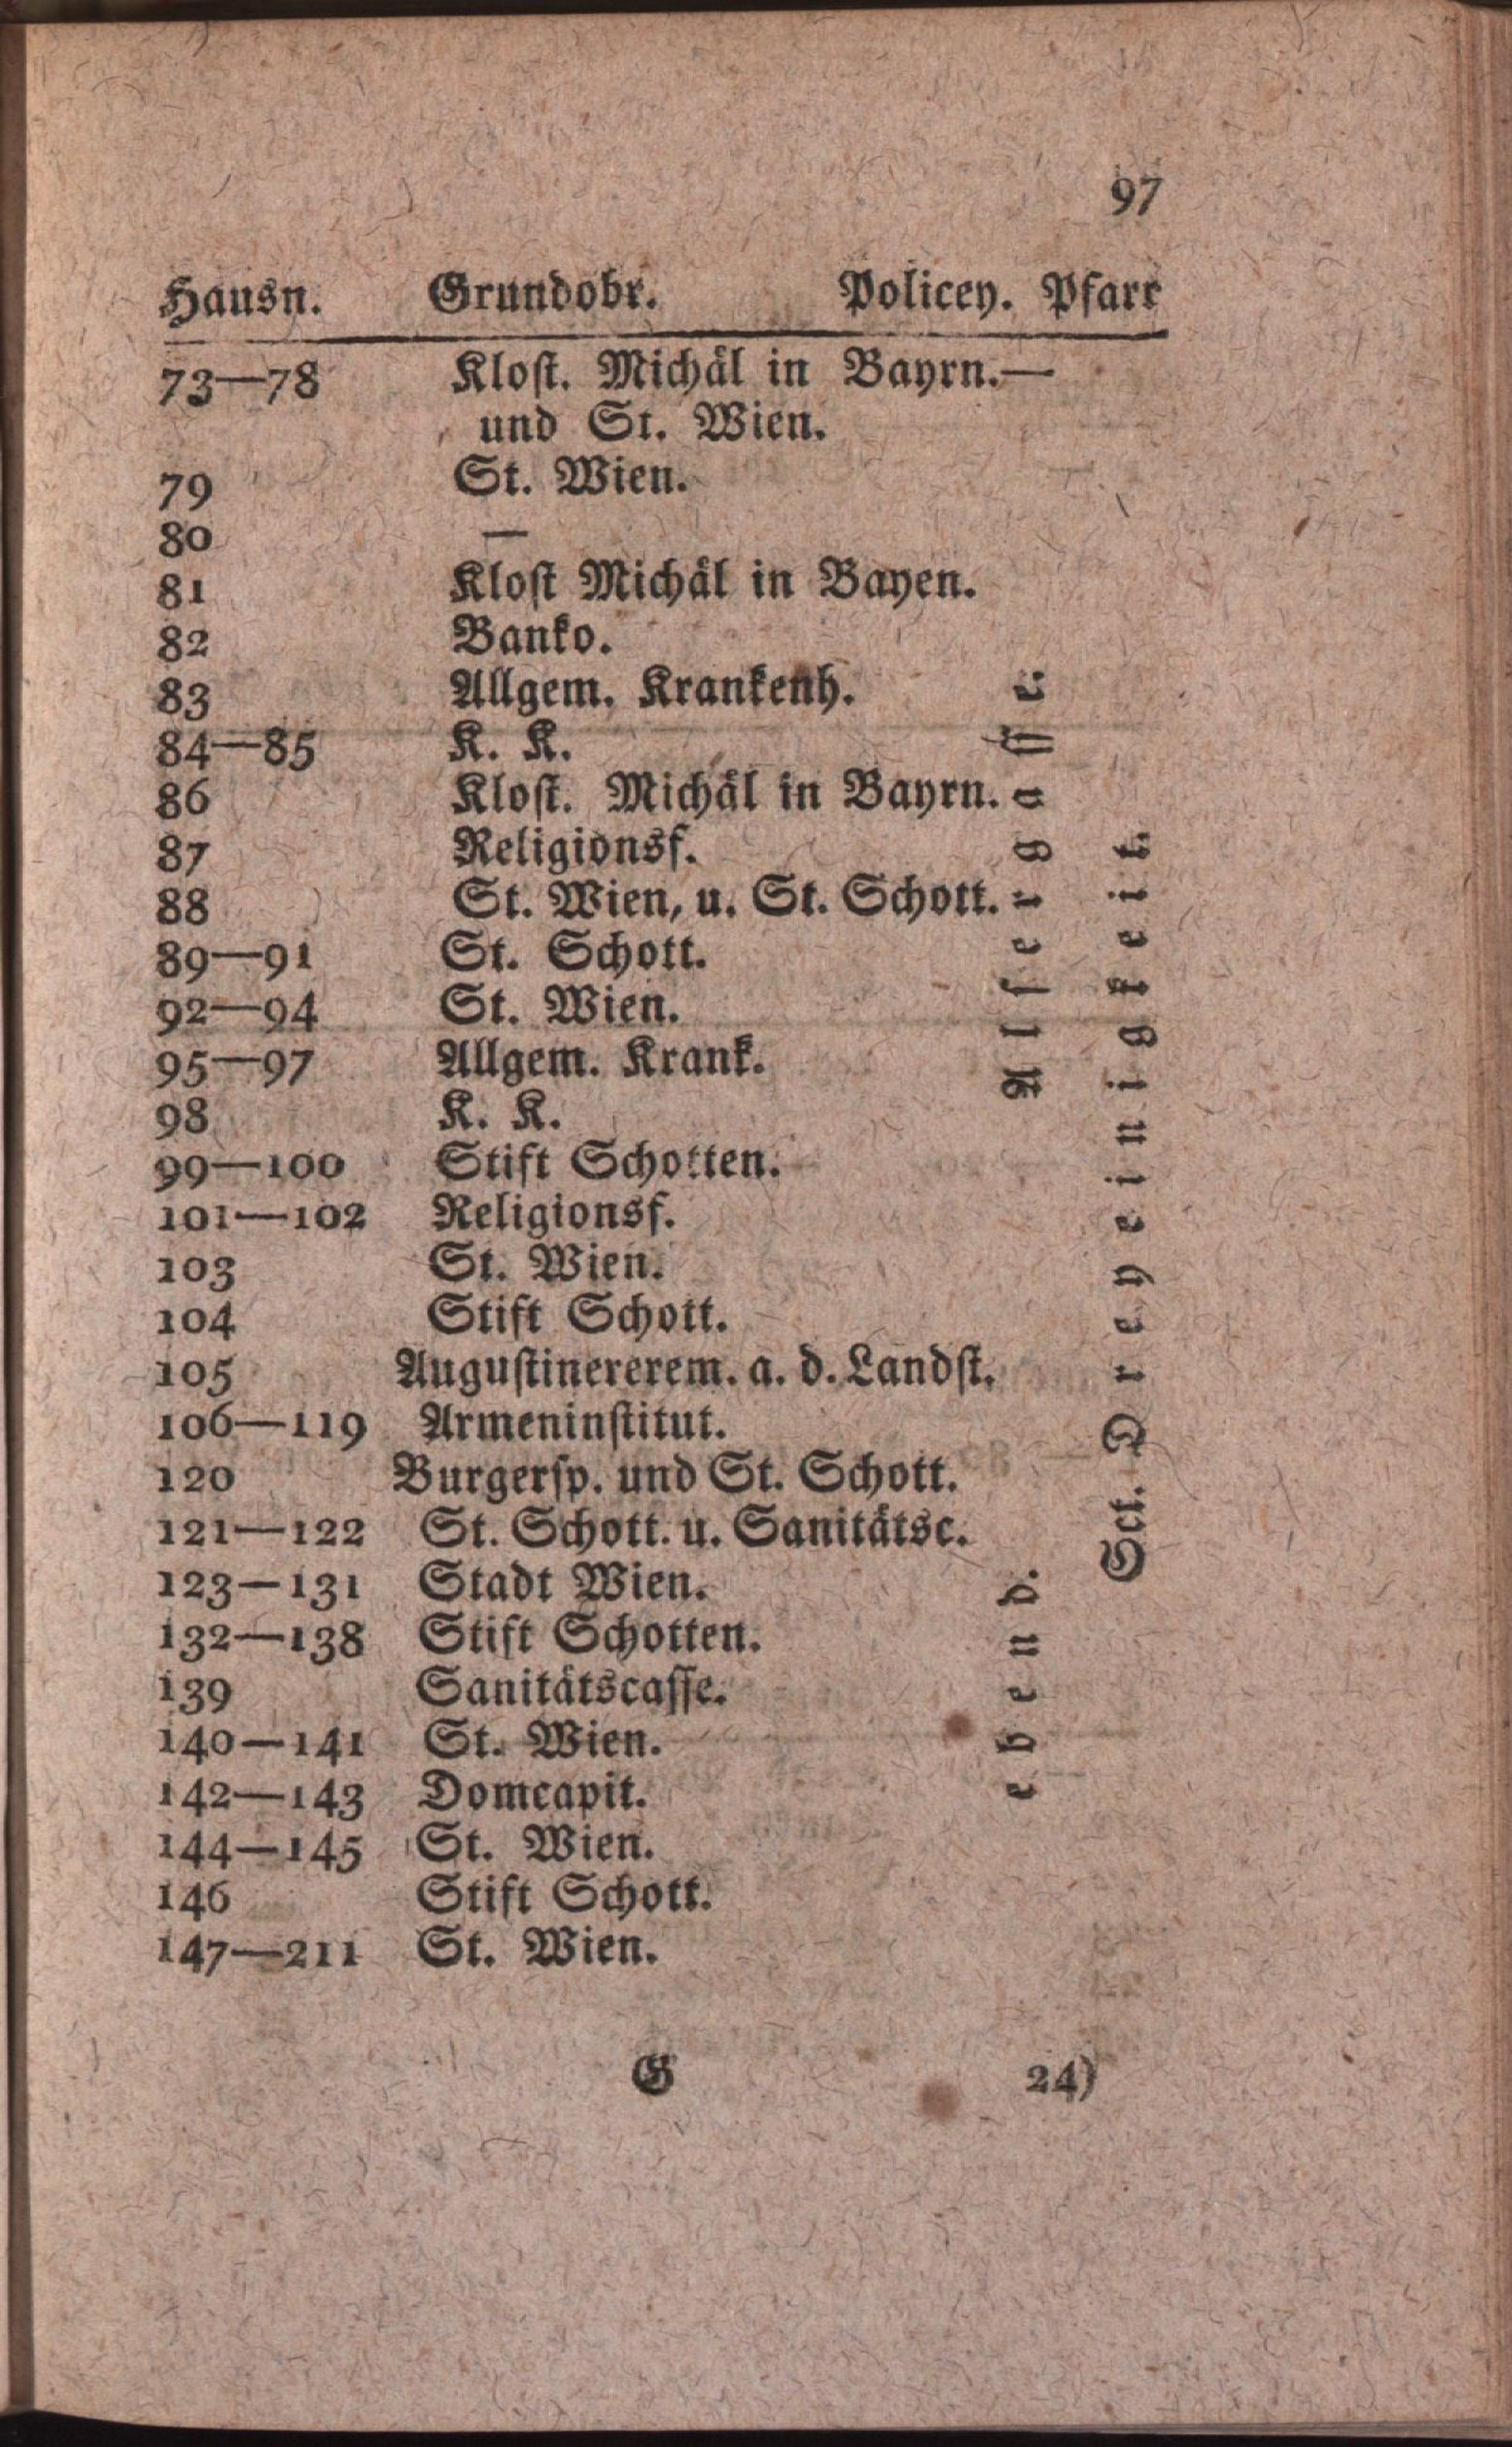 97
Hausn. Grundobr. Policey. Pfarr
73—78 Klost. Michäl in Bayrn.—
und St. Wien.
79 St. Wien.
80 —
81 Klost Michäl in Bayen.
82 Banko.
83 Allgem. Krankenh.
84—85 K. K.
86 Klost. Michäl in Bayrn.
87 Religionsf.
88 St. Wien, u. St. Schott.
89—91 St. Schott.
92—94 St. Wien.
95—97 Allgem. Krank.
98 K. K.
99—100 Stift Schotten.
101—102 Religionsf.
103 St. Wien.
104 Stift Schott.
105 Augustinererem. a. d. Landst.
106—119 Armeninstitut.
120 Burgersp. und St. Schott.
121—122 St. Schott. u. Sanitätsc.
123—131 Stadt Wien.
132—138 Stift Schotten.
139 Sanitätscasse.
140—141 St. Wien.
142—143 Domcapit.
144—145 St. Wien.
146 Stift Schott.
147—211 St. Wien.
Alsergasse.
ebend.
Sct. Dreyeinigkeit.
G 24)